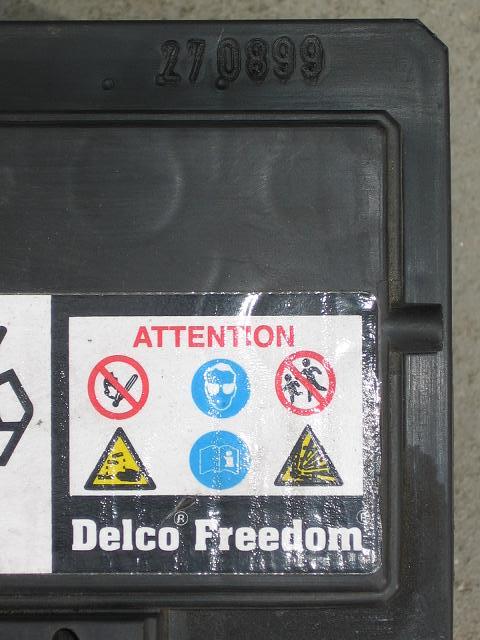 270899
ATTENTION
i
Delco® Freedom®